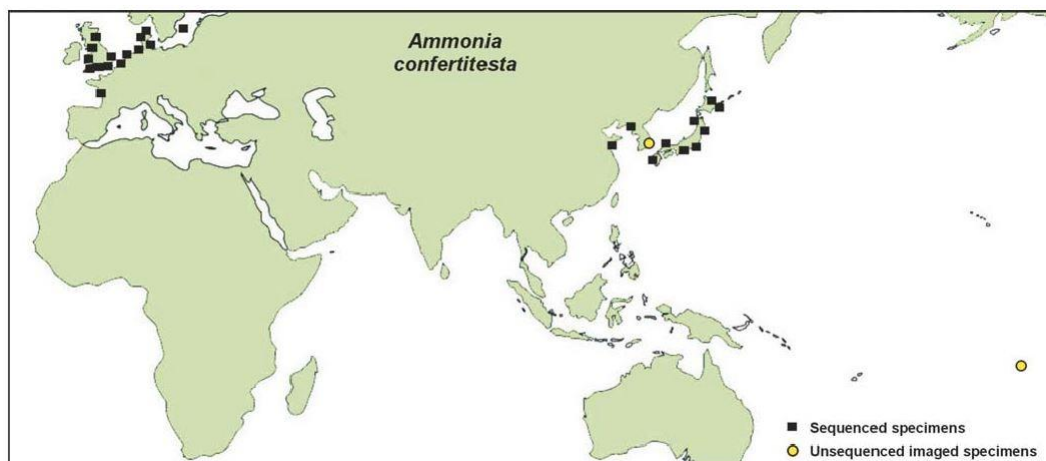 Ammonia
confertitesta
Sequenced specimens
Unsequenced imaged specimens